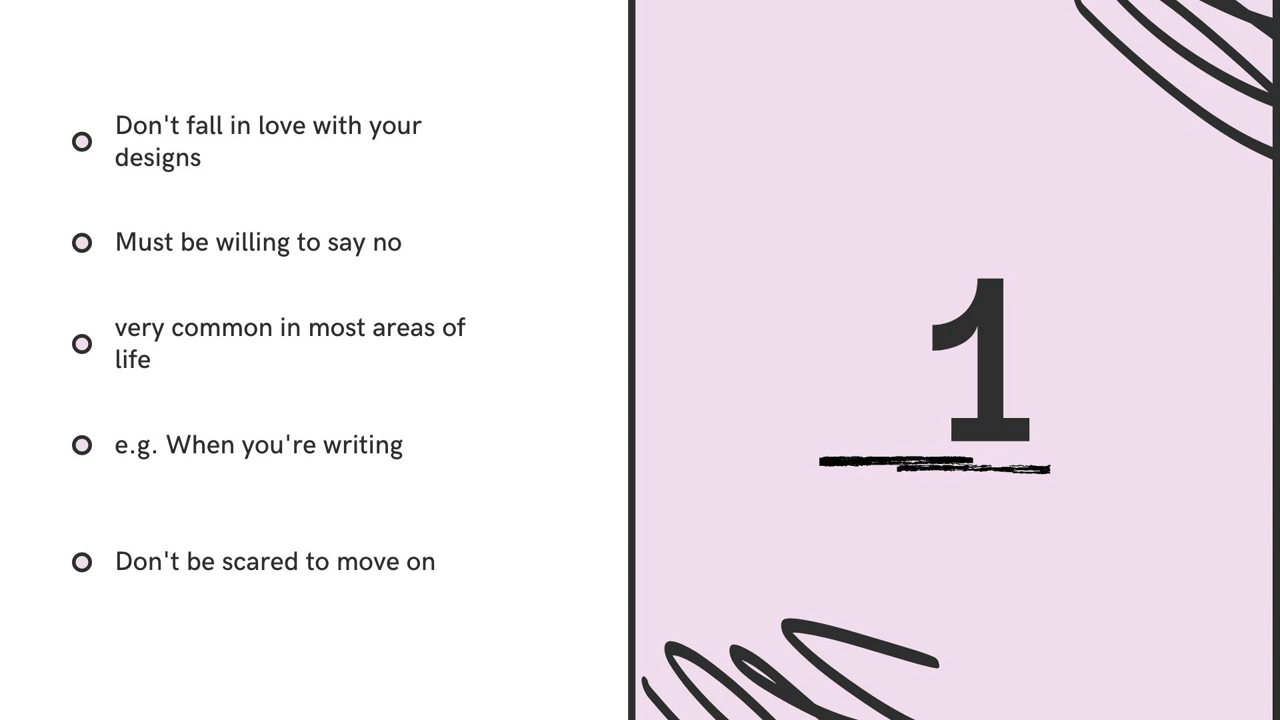 Don't fall in love with your
designs
Must be willing to say no
very common in most areas of
life
e.g. When you're writing
Don't be scared to move on
1